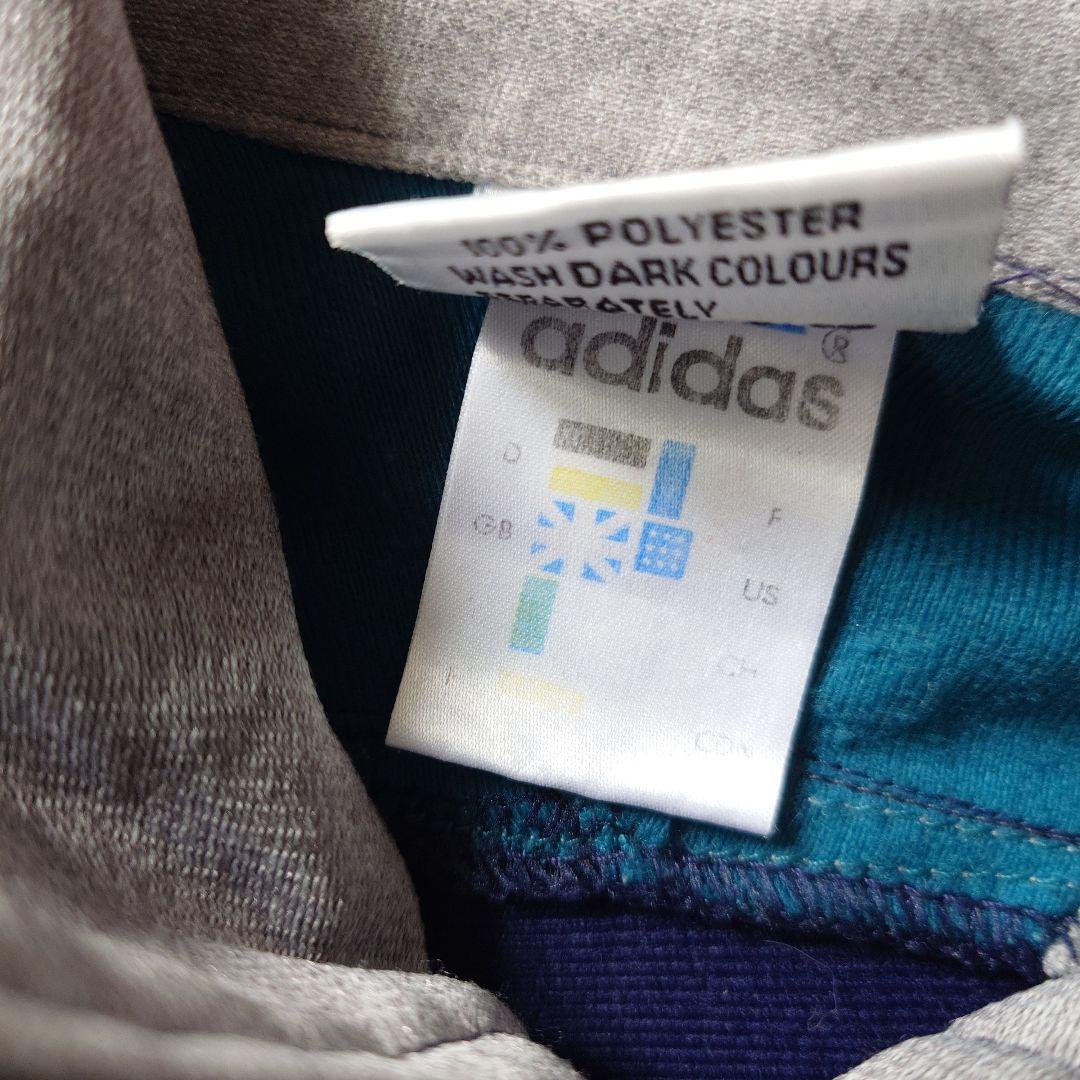 100% POLYESTER
WASH DARK COLOURS
SEPARATELY
adidas ®
D
F
GB
US
I
CH
CDN